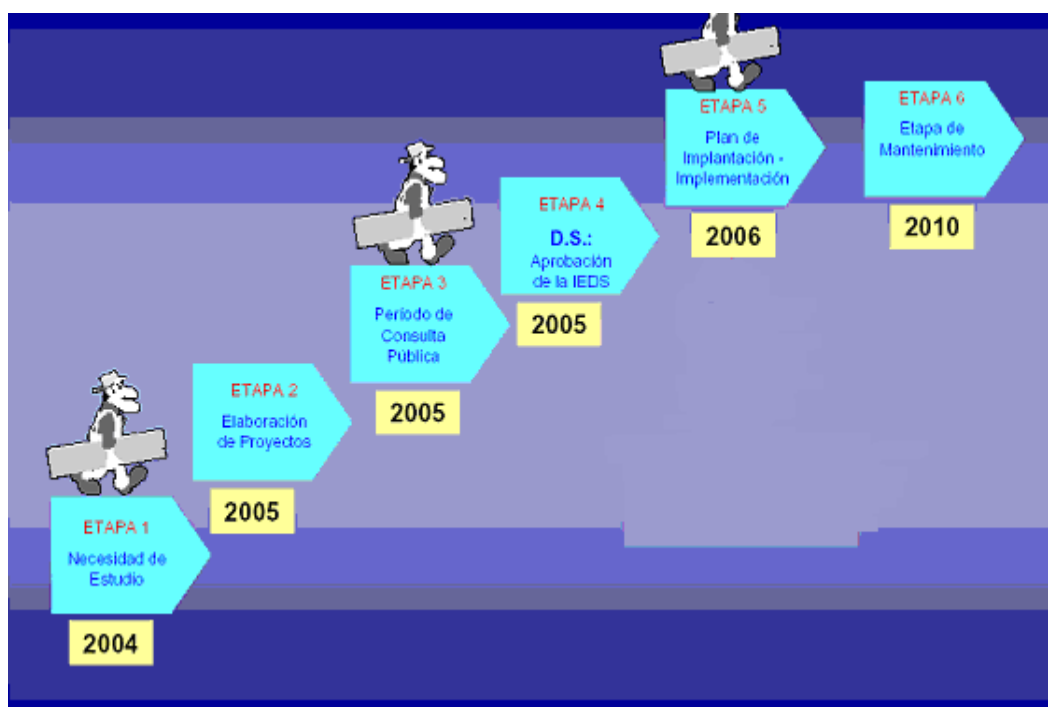 ETAPA 1
Necesidad de
Estudio
2004
ETAPA 2
Elaboración
de Proyectos
2005
ETAPA 3
Período de
Consulta
Pública
2005
ETAPA 4
D.S.:
Aprobación
de la IEDS
2005
ETAPA 5
Plan de
Implantación -
Implementación
2006
ETAPA 6
Etapa de
Mantenimiento
2010